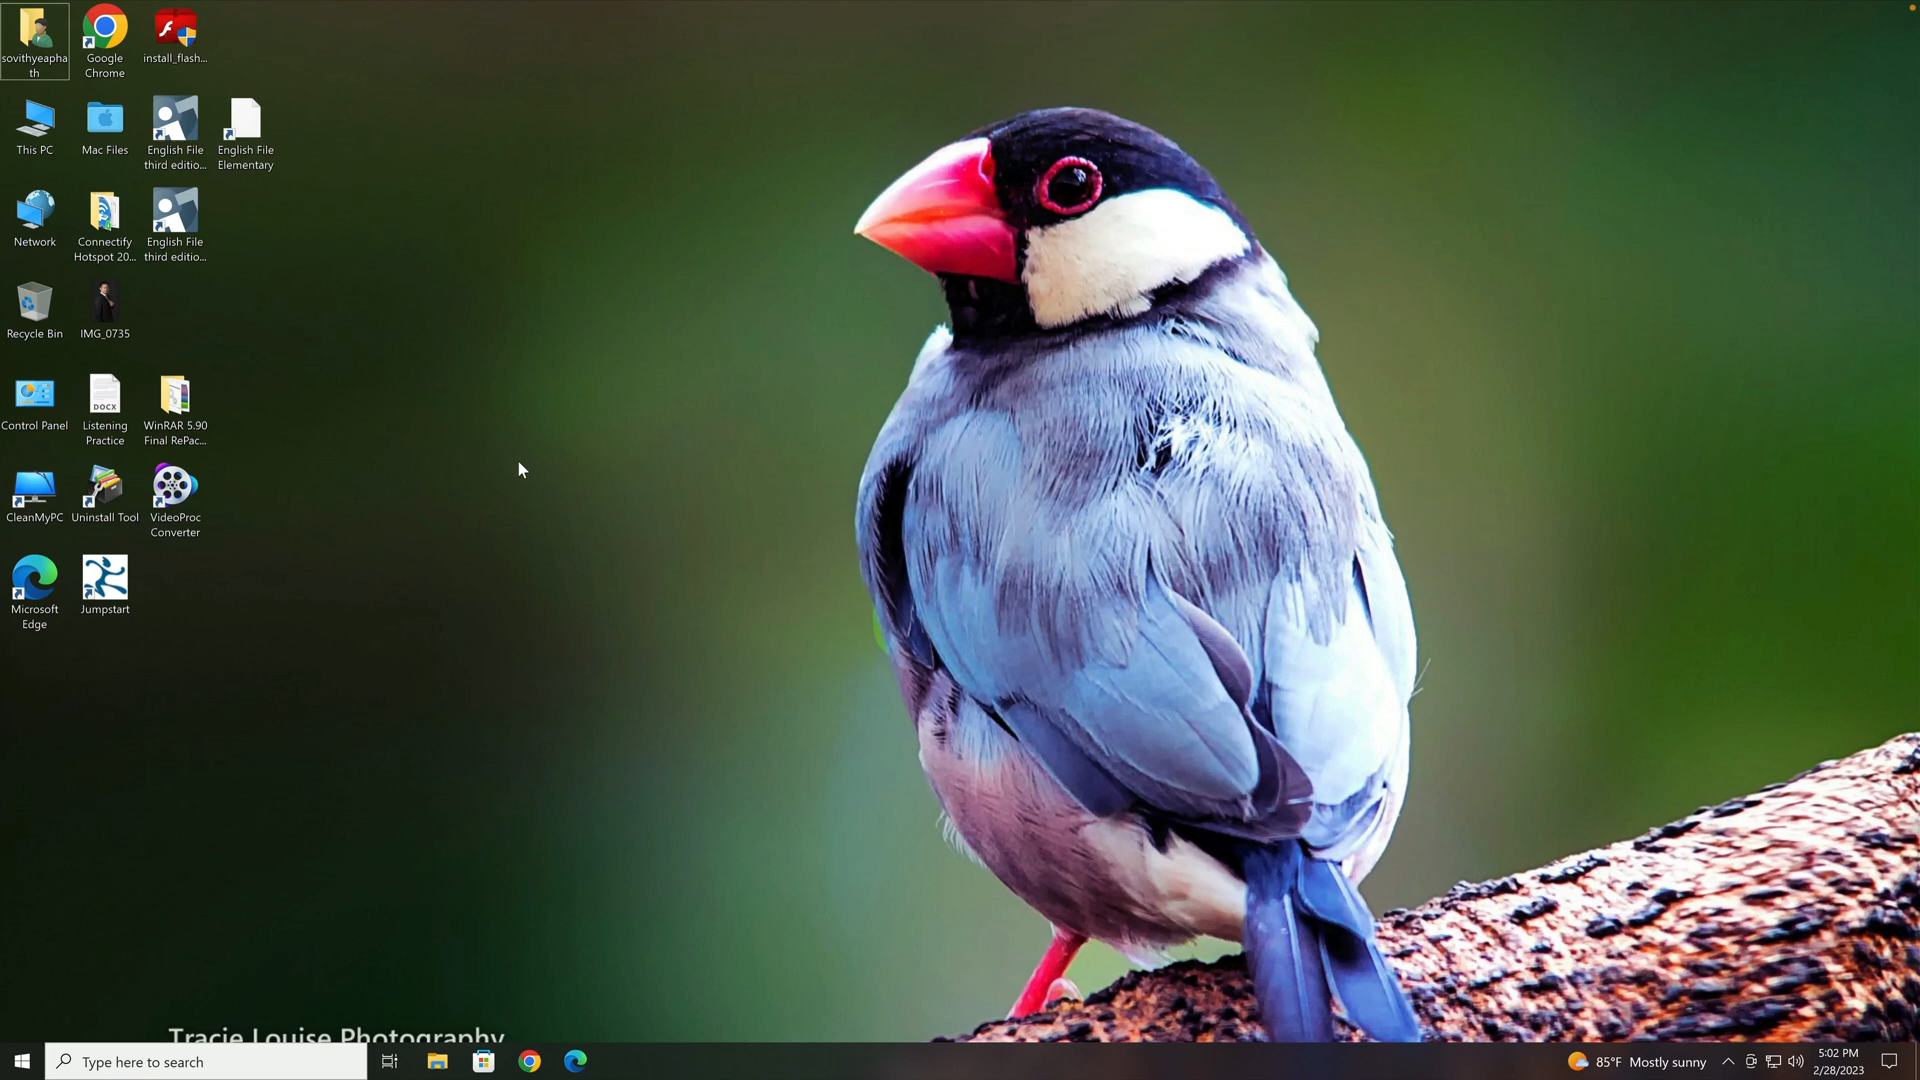 sovithyeapha
th
Google
Chrome
install_flash...
This PC
Mac Files
English File
third editio...
English File
Elementary
Network
Connectify
Hotspot 20...
English File
third editio...
Recycle Bin
IMG_0735
Control Panel
DOCX
Listening
Practice
WinRAR 5.90
Final RePac...
CleanMyPC
Uninstall Tool
VideoProc
Converter
Microsoft
Edge
Jumpstart
Tracie Louise Photography
Type here to search
85°F Mostly sunny
5:02 PM
2/28/2023